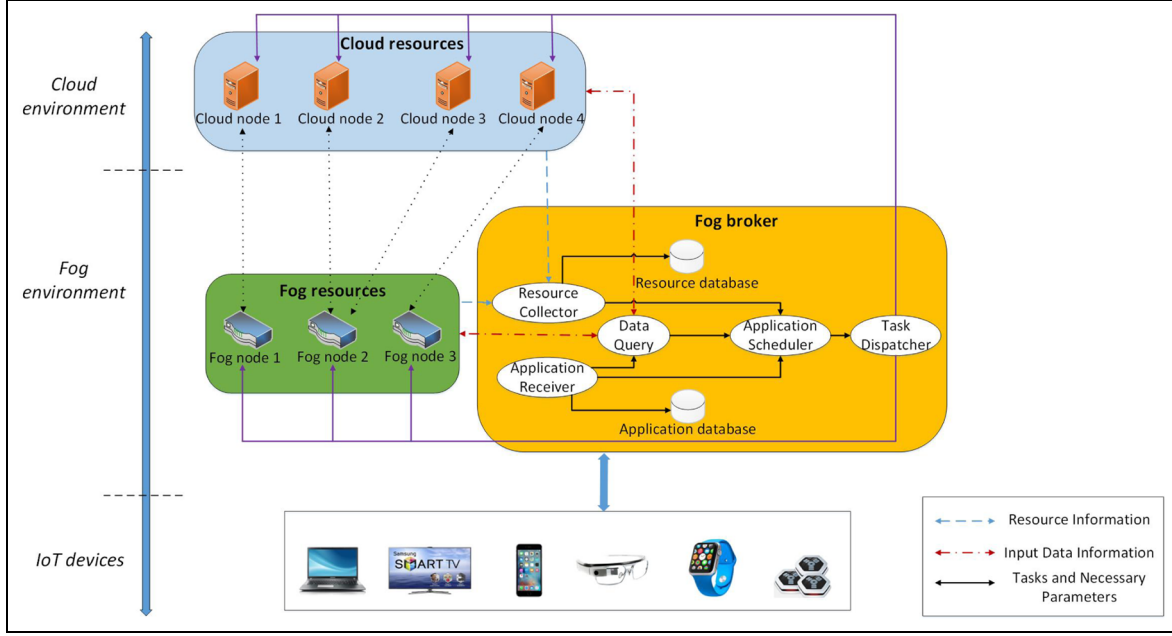 Cloud
environment
Cloud resources
Cloud node 1
Cloud node 2
Cloud node 3
Cloud node 4
Fog
environment
Fog resources
Fog node 1
Fog node 2
Fog node 3
Fog broker
Resource database
Resource
Collector
Data
Query
Application
Scheduler
Task
Dispatcher
Application
Receiver
Application database
IoT devices
Samsung
SMART TV
Resource Information
Input Data Information
Tasks and Necessary
Parameters